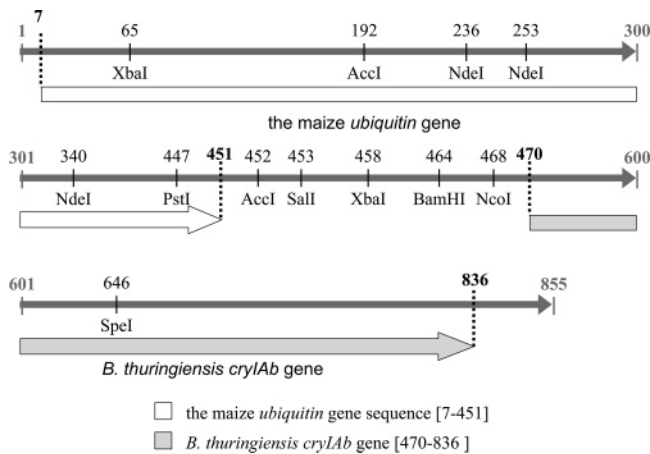 1 7 65 192 236 253 300
XbaI AccI NdeI NdeI
the maize ubiquitin gene
301 340 447 451 452 453 458 464 468 470 600
NdeI PstI AccI SalI XbaI BamHI NcoI
601 646 836 855
SpeI
B. thuringiensis cryIAb gene
the maize ubiquitin gene sequence [7-451]
B. thuringiensis cryIAb gene [470-836 ]